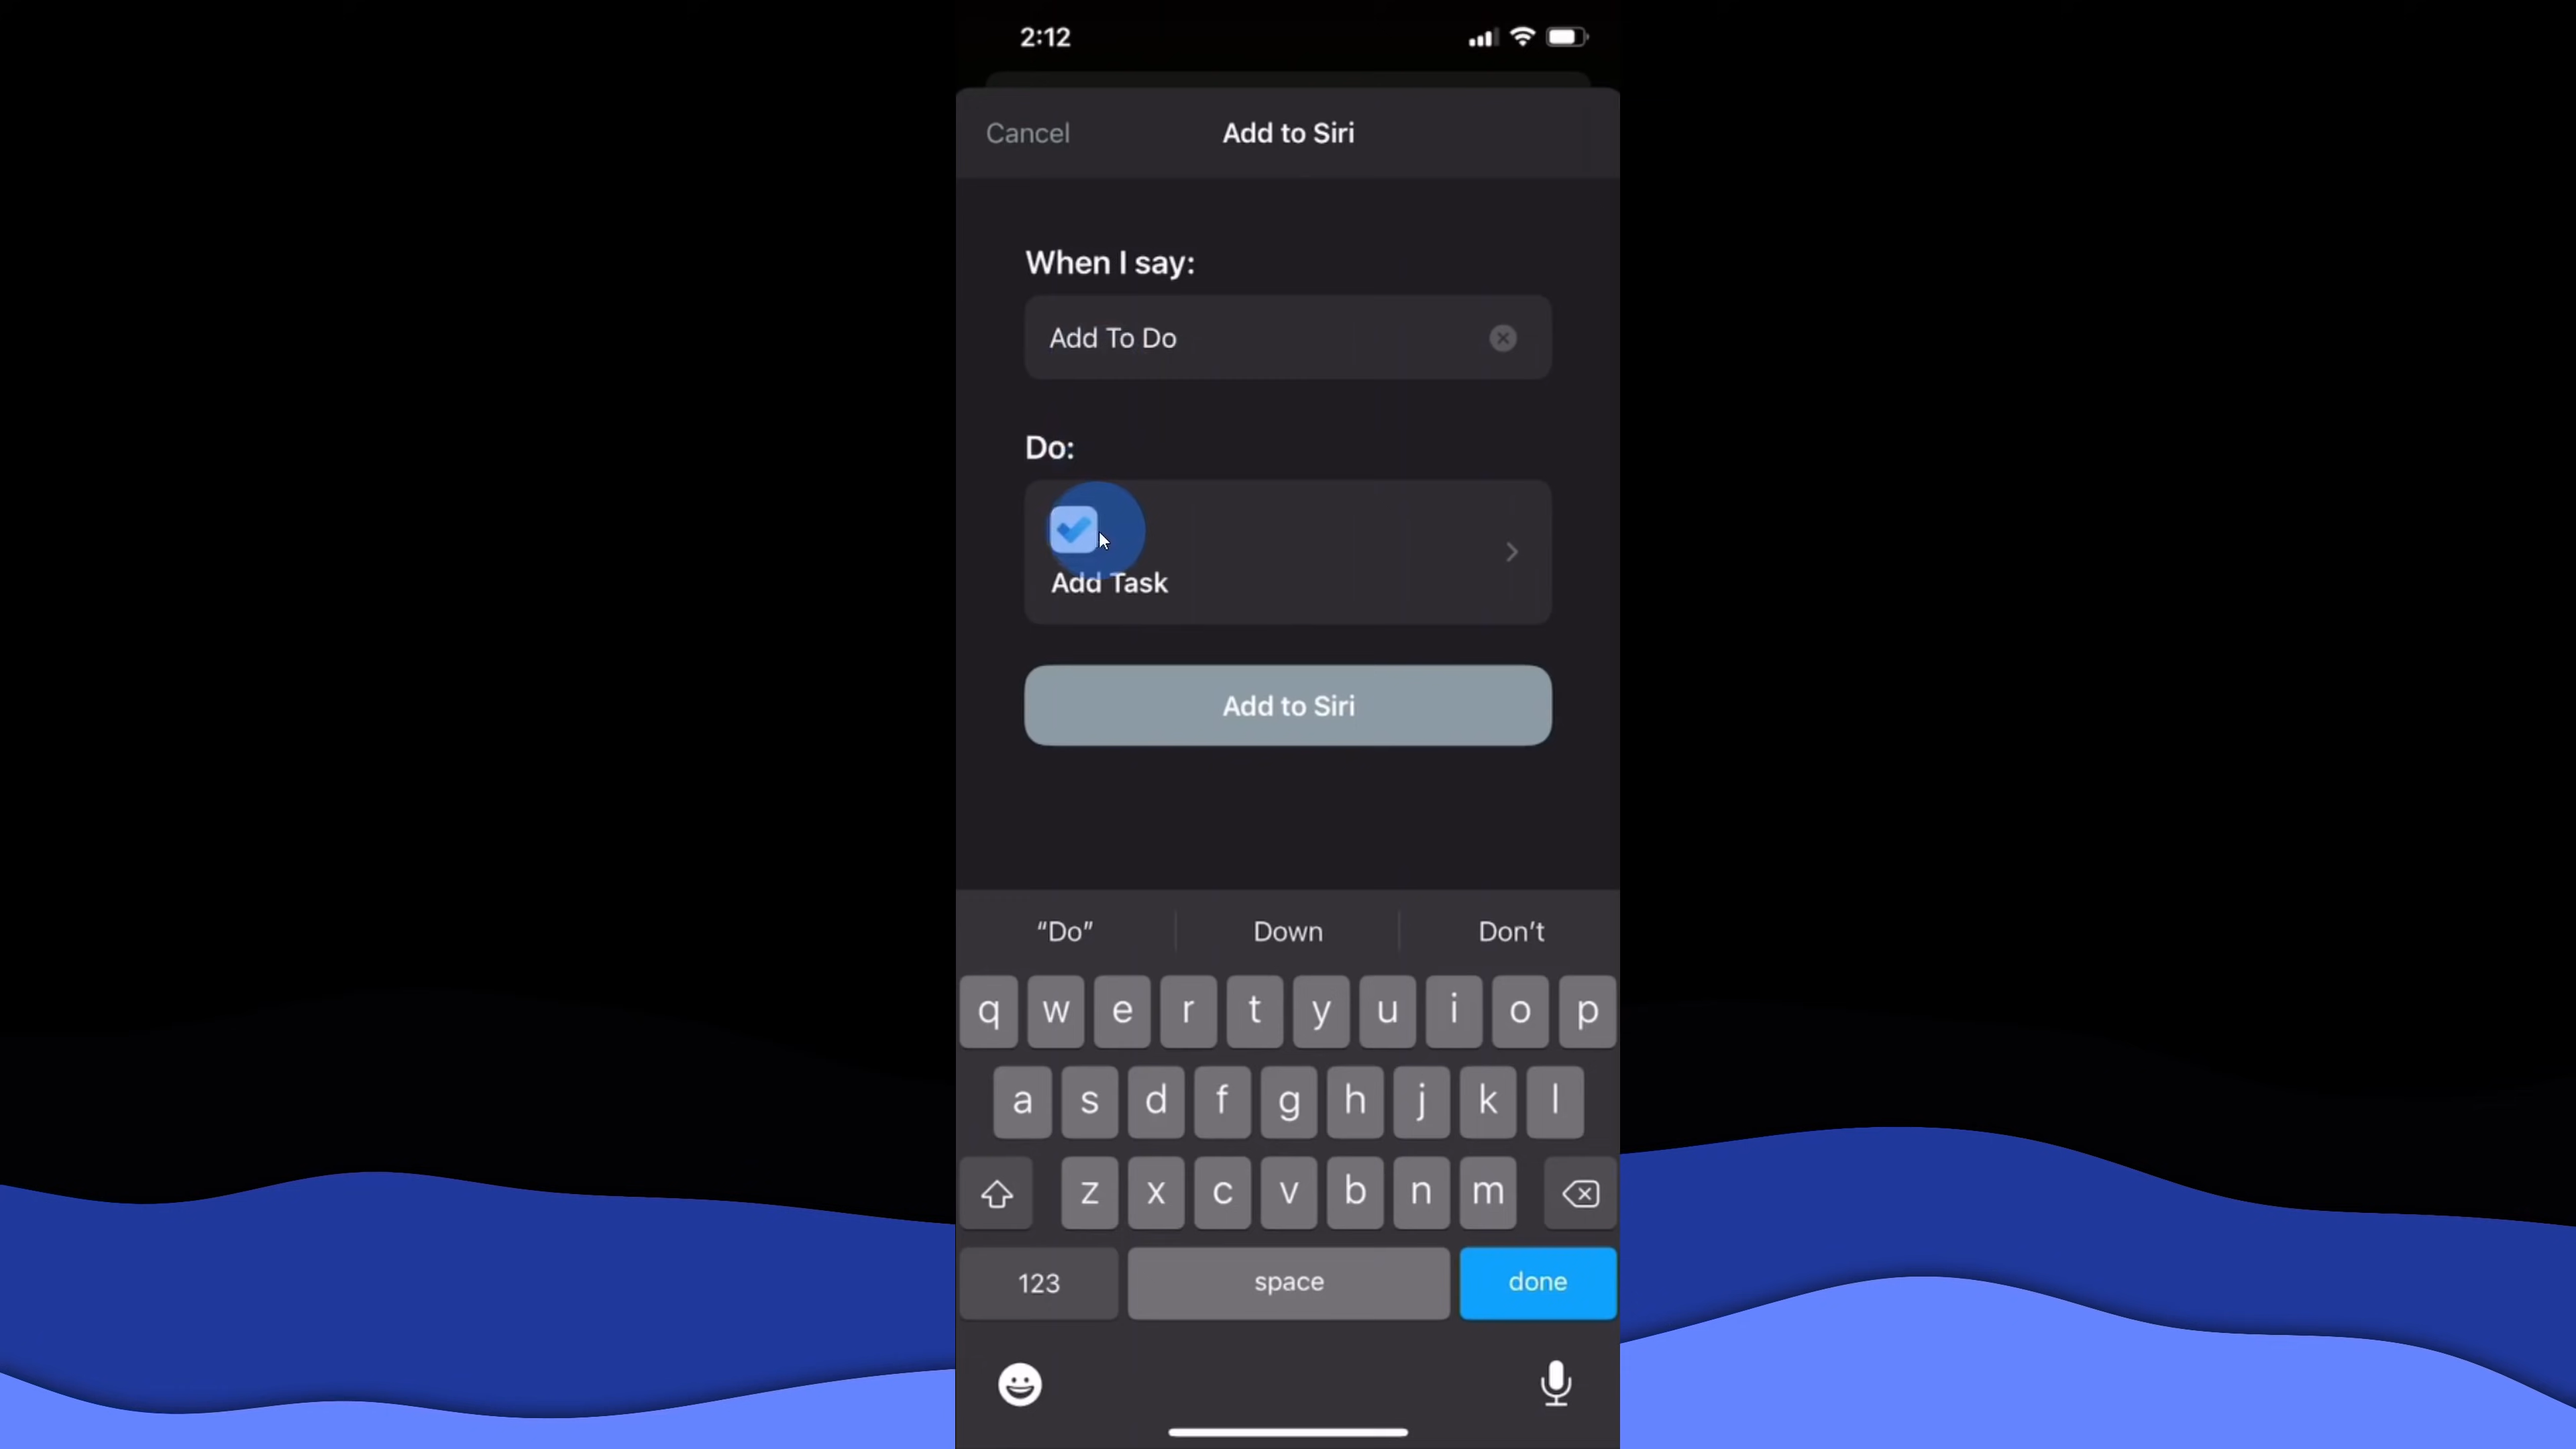 2:12
Cancel
Add to Siri
When I say:
Add To Do
Do:
Add Task
Add to Siri
“Do” Down Don’t
q w e r t y u i o p
a s d f g h j k l
z x c v b n m
123 space done